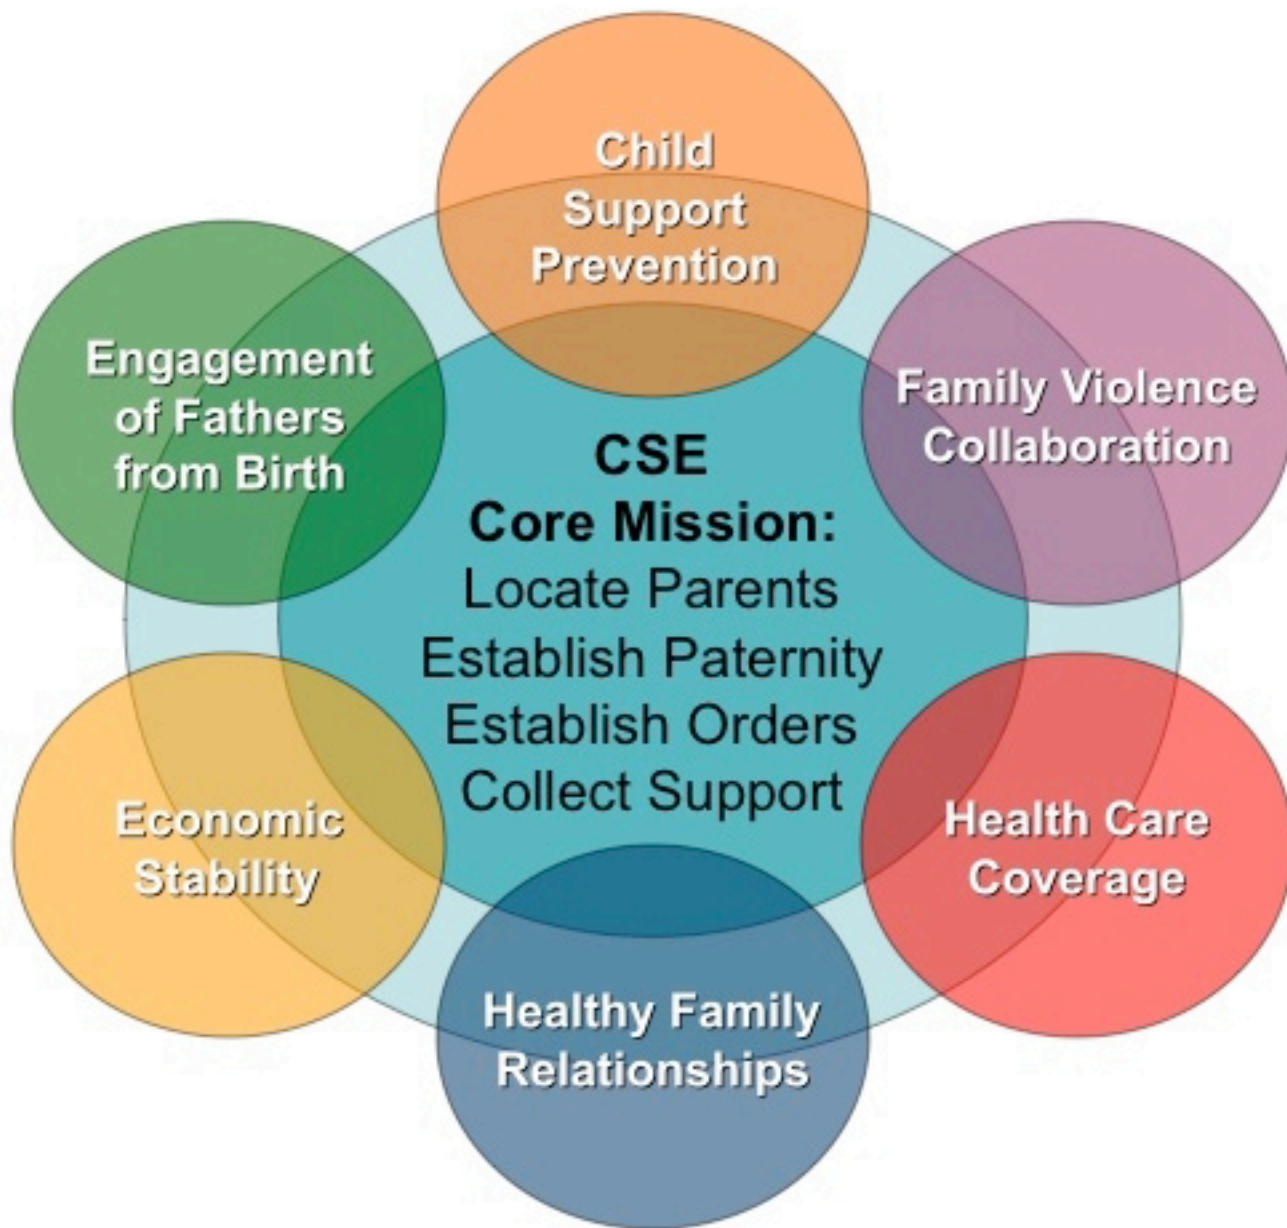 Child
Support
Prevention
Engagement
of Fathers
from Birth
Family Violence
Collaboration
CSE
Core Mission:
Locate Parents
Establish Paternity
Establish Orders
Collect Support
Economic
Stability
Health Care
Coverage
Healthy Family
Relationships